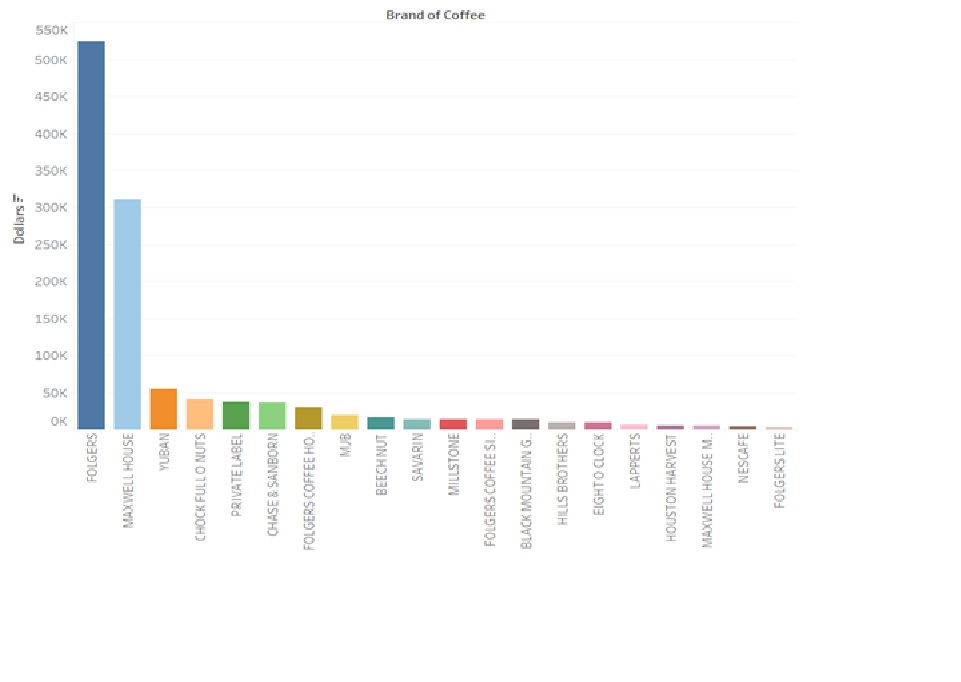 Brand of Coffee
550K
500K
450K
400K
350K
300K
250K
200K
150K
100K
50K
0K
Dollars
FOLGERS
MAXWELL HOUSE
YUBAN
CHOCK FULL O NUTS
PRIVATE LABEL
CHASE & SANBORN
FOLGERS COFFEE HO..
MJB
BEECH NUT
SAVARIN
MILLSTONE
FOLGERS COFFEE SI..
BLACK MOUNTAIN G..
HILLS BROTHERS
EIGHT O CLOCK
LAPPERTS
HOUSTON HARVEST
MAXWELL HOUSE M..
NESCAFE
FOLGERS LITE